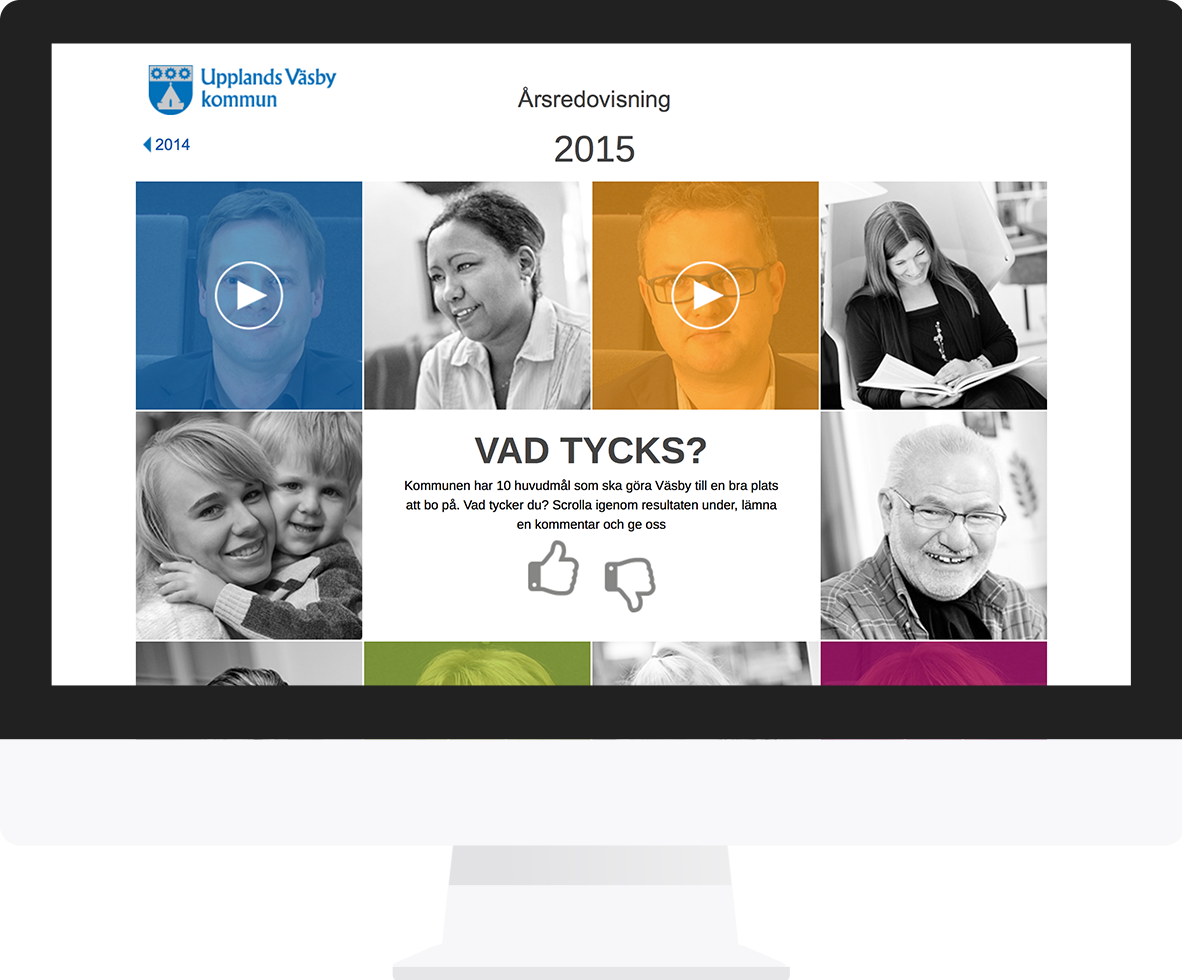 Upplands Väsby
kommun
Årsredovisning
2014
2015
VAD TYCKS?
Kommunen har 10 huvudmål som ska göra Väsby till en bra plats
att bo på. Vad tycker du? Scrolla igenom resultaten under, lämna
en kommentar och ge oss